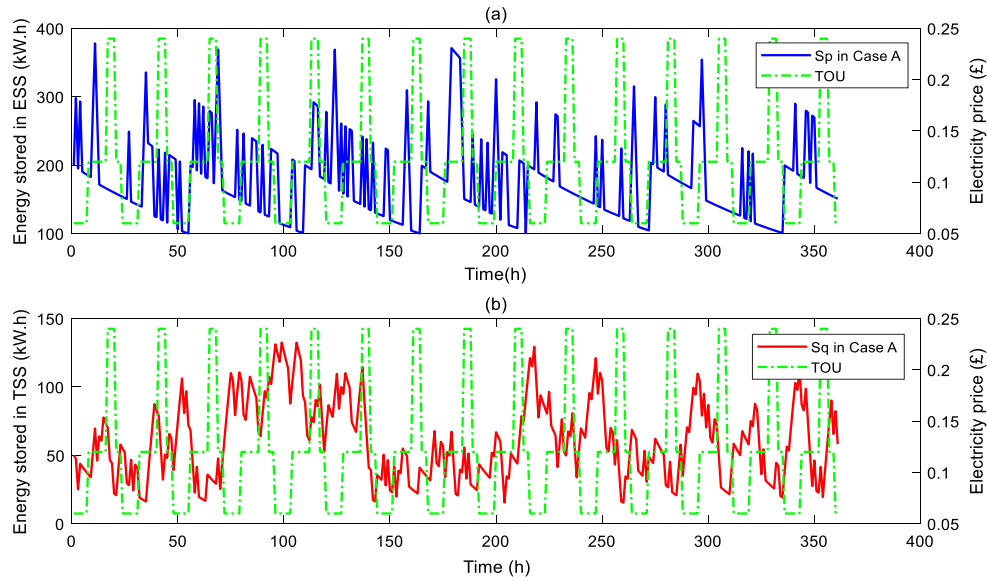 (a)
Energy stored in ESS (kW.h)
400
300
200
100
0 50 100 150 200 250 300 350 400
Time(h)
0.25
0.2
0.15
0.1
0.05
Electricity price (£)
Sp in Case A
TOU
(b)
Energy stored in TSS (kW.h)
150
100
50
0
0 50 100 150 200 250 300 350 400
Time (h)
0.25
0.2
0.15
0.1
0.05
Electricity price (£)
Sq in Case A
TOU